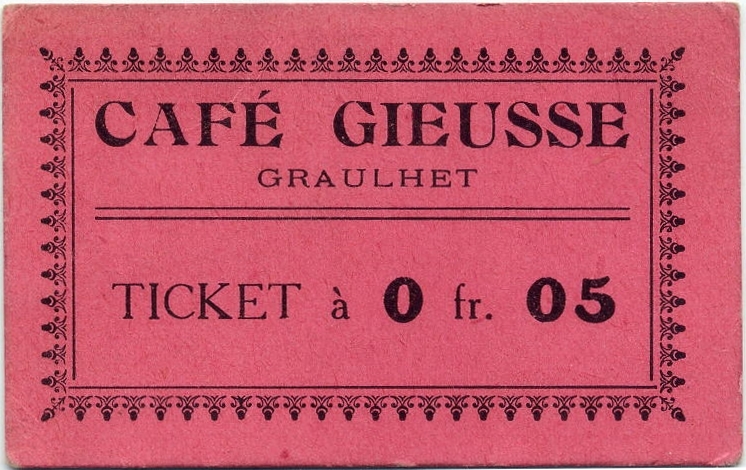 CAFÉ GIEUSSE
GRAULHET
TICKET à 0 fr. 05